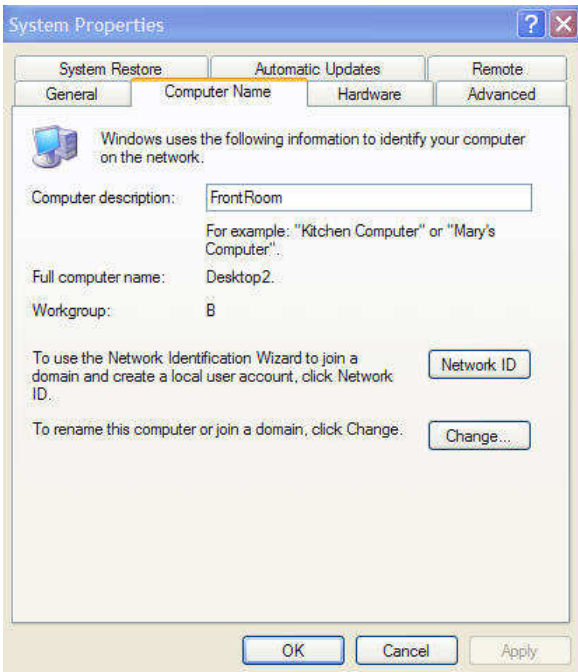 System Properties
System Restore Automatic Updates Remote
General Computer Name Hardware Advanced
Windows uses the following information to identify your computer
on the network.
Computer description: FrontRoom
For example: "Kitchen Computer" or "Mary's
Computer".
Full computer name: Desktop2.
Workgroup: B
To use the Network Identification Wizard to join a
domain and create a local user account, click Network
ID.
Network ID
To rename this computer or join a domain, click Change.
Change...
OK Cancel Apply